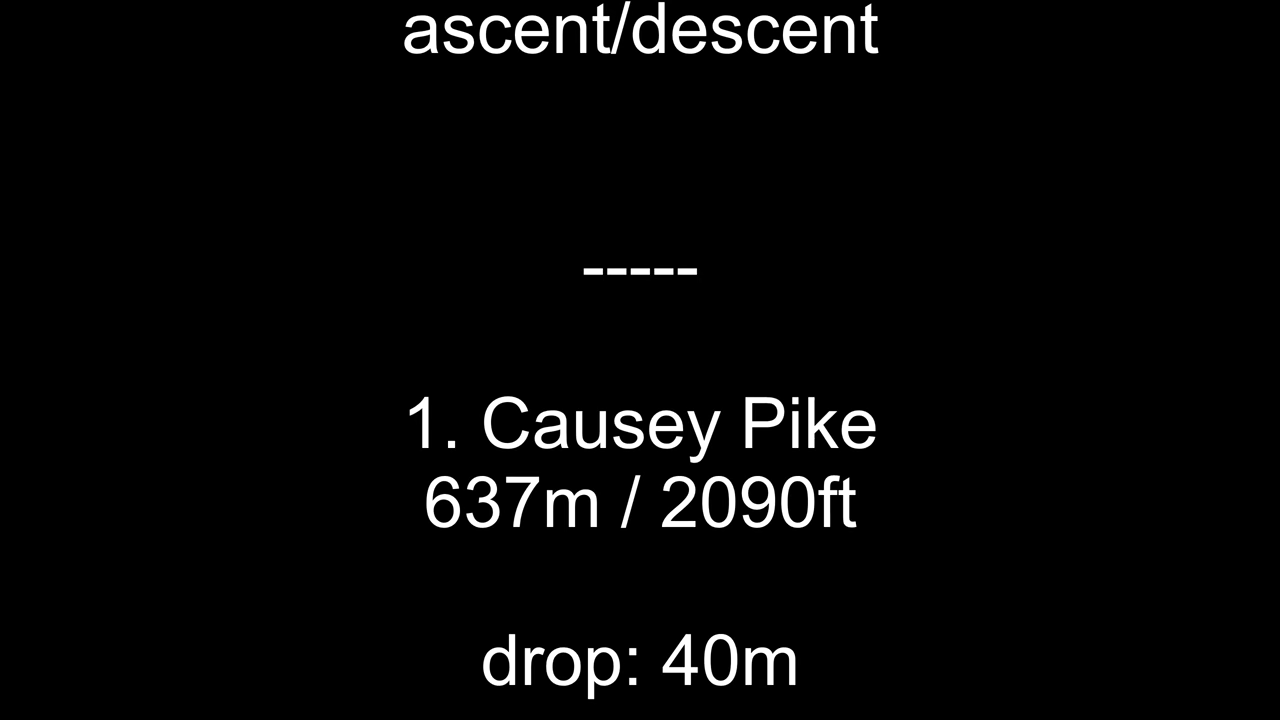 ascent/descent
-----
1. Causey Pike
637m / 2090ft
drop: 40m